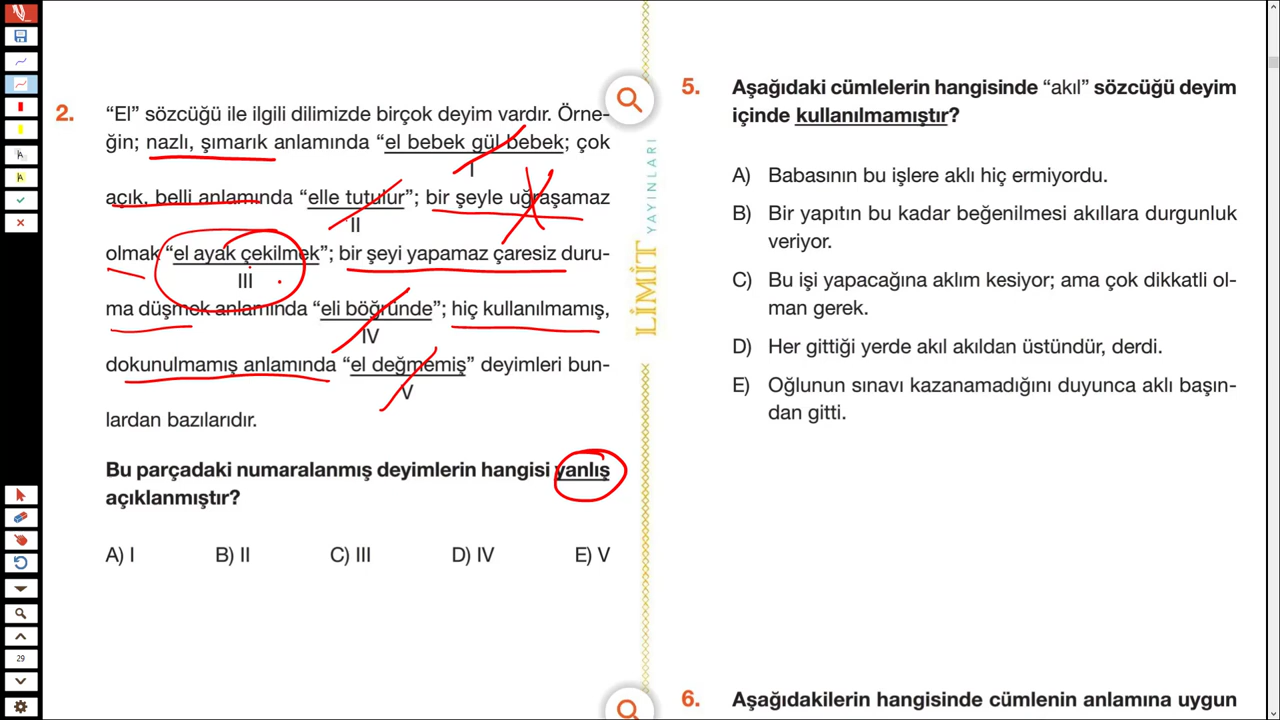 2. "El" sözcüğü ile ilgili dilimizde birçok deyim vardır. Örne-
ğin; nazlı, şımarık anlamında "el bebek gül bebek; çok
I
açık, belli anlamında "elle tutulur"; bir şeyle uğraşamaz
II
olmak "el ayak çekilmek"; bir şeyi yapamaz çaresiz duru-
III
ma düşmek anlamında "eli böğründe"; hiç kullanılmamış,
IV
dokunulmamış anlamında "el değmemiş" deyimleri bun-
V
lardan bazılarıdır.
Bu parçadaki numaralanmış deyimlerin hangisi yanlış
açıklanmıştır?
A) I B) II C) III D) IV E) V
LİMİT YAYINLARI
5. Aşağıdaki cümlelerin hangisinde "akıl" sözcüğü deyim
içinde kullanılmamıştır?
A) Babasının bu işlere aklı hiç ermiyordu.
B) Bir yapıtın bu kadar beğenilmesi akıllara durgunluk
veriyor.
C) Bu işi yapacağına aklım kesiyor; ama çok dikkatli ol-
man gerek.
D) Her gittiği yerde akıl akıldan üstündür, derdi.
E) Oğlunun sınavı kazanamadığını duyunca aklı başın-
dan gitti.
6. Aşağıdakilerin hangisinde cümlenin anlamına uygun
29